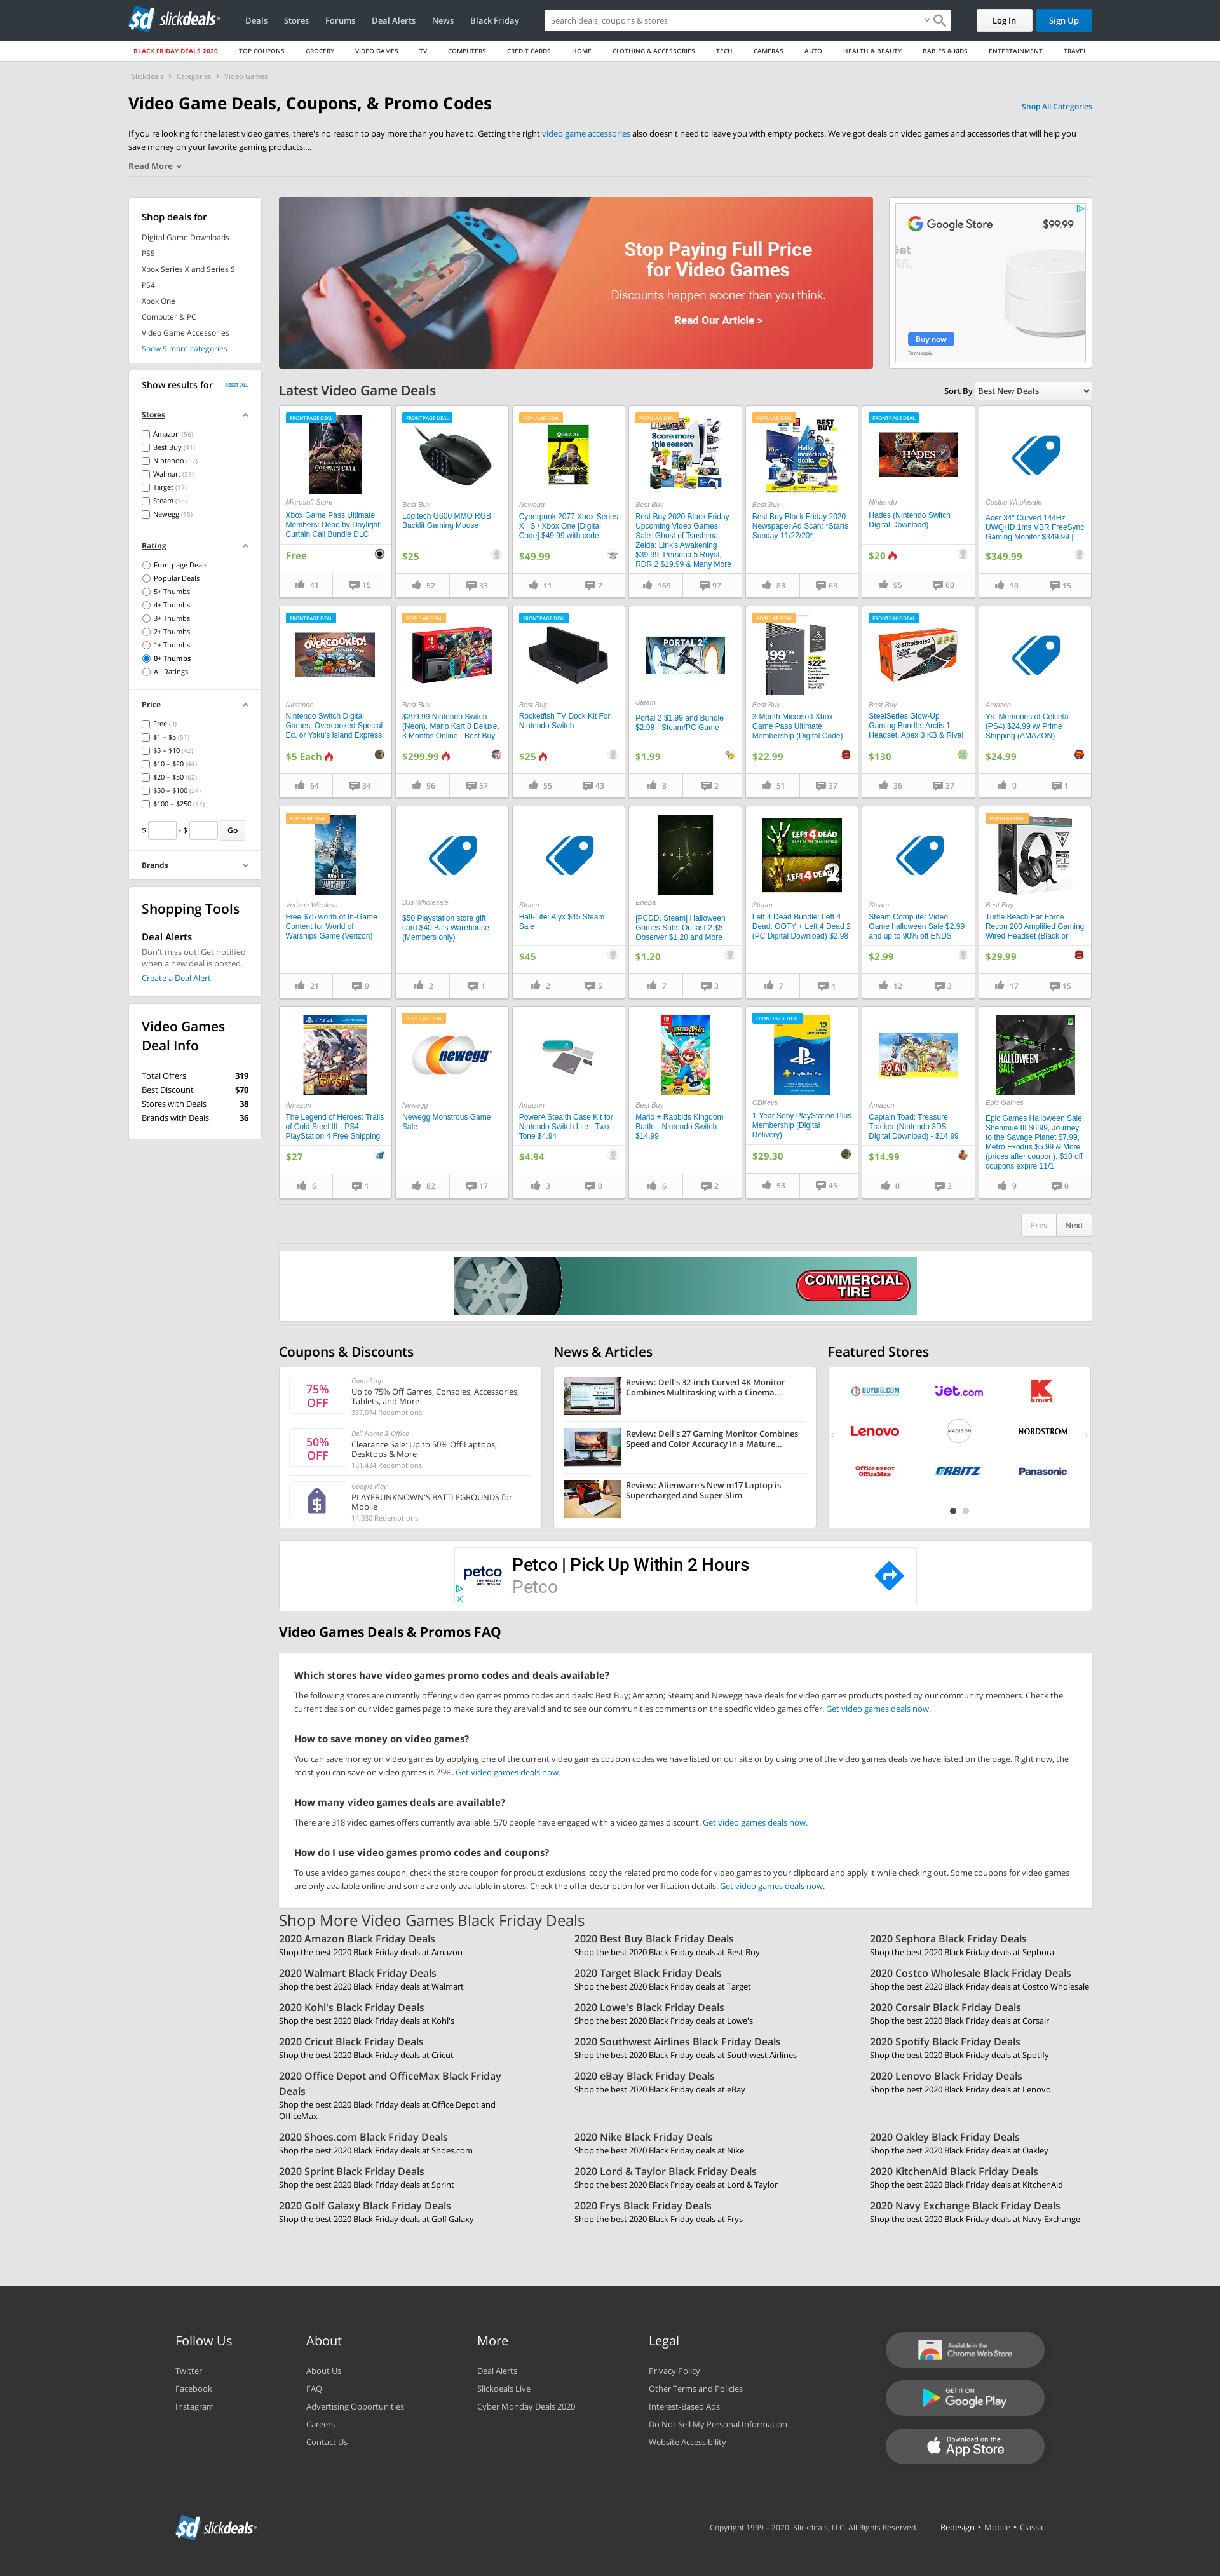 sd slickdeals
Deals Stores Forums Deal Alerts News Black Friday
Search deals, coupons & stores
Log In Sign Up
BLACK FRIDAY DEALS 2020 TOP COUPONS GROCERY VIDEO GAMES TV COMPUTERS CREDIT CARDS HOME CLOTHING & ACCESSORIES TECH CAMERAS AUTO HEALTH & BEAUTY BABIES & KIDS ENTERTAINMENT TRAVEL
Slickdeals › Categories › Video Games
Video Game Deals, Coupons, & Promo Codes
Shop All Categories
If you're looking for the latest video games, there's no reason to pay more than you have to. Getting the right video game accessories also doesn't need to leave you with empty pockets. We've got deals on video games and accessories that will help you
save money on your favorite gaming products....
Read More
Shop deals for
Digital Game Downloads
PS5
Xbox Series X and Series S
PS4
Xbox One
Computer & PC
Video Game Accessories
Show 9 more categories
Show results for RESET ALL
Stores
Amazon (56)
Best Buy (41)
Nintendo (37)
Walmart (31)
Target (17)
Steam (16)
Newegg (15)
Rating
Frontpage Deals
Popular Deals
5+ Thumbs
4+ Thumbs
3+ Thumbs
2+ Thumbs
1+ Thumbs
0+ Thumbs
All Ratings
Price
Free (3)
$1 – $5 (51)
$5 – $10 (42)
$10 – $20 (44)
$20 – $50 (62)
$50 – $100 (24)
$100 – $250 (12)
$ - $ Go
Brands
Shopping Tools
Deal Alerts
Don't miss out! Get notified
when a new deal is posted.
Create a Deal Alert
Video Games
Deal Info
Total Offers 319
Best Discount $70
Stores with Deals 38
Brands with Deals 36
Stop Paying Full Price
for Video Games
Discounts happen sooner than you think.
Read Our Article >
Google Store $99.99
Get
Wifi.
Buy now
Terms apply.
Latest Video Game Deals
Sort By Best New Deals
FRONTPAGE DEAL
CURTAIN CALL
Microsoft Store
Xbox Game Pass Ultimate
Members: Dead by Daylight:
Curtain Call Bundle DLC
Free
41 15
FRONTPAGE DEAL
Best Buy
Logitech G600 MMO RGB
Backlit Gaming Mouse
$25
52 33
POPULAR DEAL
Newegg
Cyberpunk 2077 Xbox Series
X | S / Xbox One [Digital
Code] $49.99 with code
$49.99
11 7
POPULAR DEAL
Score more
this season
Best Buy
Best Buy 2020 Black Friday
Upcoming Video Games
Sale: Ghost of Tsushima,
Zelda: Link's Awakening
$39.99, Persona 5 Royal,
RDR 2 $19.99 & Many More
169 97
POPULAR DEAL
BEST BUY
Hello,
incredible
deals.
Best Buy
Best Buy Black Friday 2020
Newspaper Ad Scan: *Starts
Sunday 11/22/20*
83 63
FRONTPAGE DEAL
HADES
Nintendo
Hades (Nintendo Switch
Digital Download)
$20
95 60
Costco Wholesale
Acer 34" Curved 144Hz
UWQHD 1ms VBR FreeSync
Gaming Monitor $349.99 |
$349.99
18 15
FRONTPAGE DEAL
OVERCOOKED!
Nintendo
Nintendo Switch Digital
Games: Overcooked Special
Ed. or Yoku's Island Express
$5 Each
64 34
POPULAR DEAL
Best Buy
$299.99 Nintendo Switch
(Neon), Mario Kart 8 Deluxe,
3 Months Online - Best Buy
$299.99
96 57
FRONTPAGE DEAL
Best Buy
Rocketfish TV Dock Kit For
Nintendo Switch
$25
55 43
PORTAL 2
Steam
Portal 2 $1.99 and Bundle
$2.98 - Steam/PC Game
$1.99
8 2
POPULAR DEAL
499 99
$22 99
Best Buy
3-Month Microsoft Xbox
Game Pass Ultimate
Membership (Digital Code)
$22.99
51 37
FRONTPAGE DEAL
steelseries
Best Buy
SteelSeries Glow-Up
Gaming Bundle: Arctis 1
Headset, Apex 3 KB & Rival
$130
36 37
Amazon
Ys: Memories of Celceta
(PS4) $24.99 w/ Prime
Shipping (AMAZON)
$24.99
0 1
POPULAR DEAL
WORLD
WARSHIPS
Verizon Wireless
Free $75 worth of In-Game
Content for World of
Warships Game (Verizon)
21 9
BJs Wholesale
$50 Playstation store gift
card $40 BJ's Warehouse
(Members only)
2 1
Steam
Half-Life: Alyx $45 Steam
Sale
$45
2 5
OUTLAST
Eneba
[PCDD, Steam] Halloween
Games Sale: Outlast 2 $5,
Observer $1.20 and More
$1.20
7 3
LEFT 4 DEAD
LEFT 4 DEAD 2
Steam
Left 4 Dead Bundle: Left 4
Dead: GOTY + Left 4 Dead 2
(PC Digital Download) $2.98
7 4
Steam
Steam Computer Video
Game halloween Sale $2.99
and up to 90% off ENDS
$2.99
12 3
POPULAR DEAL
Best Buy
Turtle Beach Ear Force
Recon 200 Amplified Gaming
Wired Headset (Black or
$29.99
17 15
PS4
Amazon
The Legend of Heroes: Trails
of Cold Steel III - PS4
PlayStation 4 Free Shipping
$27
6 1
POPULAR DEAL
newegg
Newegg
Newegg Monstrous Game
Sale
82 17
Amazon
PowerA Stealth Case Kit for
Nintendo Switch Lite - Two-
Tone $4.94
$4.94
3 0
Best Buy
Mario + Rabbids Kingdom
Battle - Nintendo Switch
$14.99
6 2
FRONTPAGE DEAL
12
PlayStation Plus
CDKeys
1-Year Sony PlayStation Plus
Membership (Digital
Delivery)
$29.30
53 45
TOAD
Amazon
Captain Toad: Treasure
Tracker (Nintendo 3DS
Digital Download) - $14.99
$14.99
0 3
HALLOWEEN
SALE
Epic Games
Epic Games Halloween Sale:
Shenmue III $6.99, Journey
to the Savage Planet $7.99,
Metro Exodus $5.99 & More
(prices after coupon). $10 off
coupons expire 11/1
9 0
Prev Next
COMMERCIAL
TIRE
Coupons & Discounts
75%
OFF
GameStop
Up to 75% Off Games, Consoles, Accessories,
Tablets, and More
357,074 Redemptions
50%
OFF
Dell Home & Office
Clearance Sale: Up to 50% Off Laptops,
Desktops & More
131,424 Redemptions
Google Play
PLAYERUNKNOWN'S BATTLEGROUNDS for
Mobile
14,030 Redemptions
News & Articles
Review: Dell's 32-inch Curved 4K Monitor
Combines Multitasking with a Cinema...
Review: Dell's 27 Gaming Monitor Combines
Speed and Color Accuracy in a Mature...
Review: Alienware's New m17 Laptop is
Supercharged and Super-Slim
Featured Stores
BUYDIG.COM jet.com kmart
Lenovo MADISON NORDSTROM
Office DEPOT OfficeMax ORBITZ Panasonic
petco
Petco | Pick Up Within 2 Hours
Petco
Video Games Deals & Promos FAQ
Which stores have video games promo codes and deals available?
The following stores are currently offering video games promo codes and deals: Best Buy; Amazon; Steam; and Newegg have deals for video games products posted by our community members. Check the
current deals on our video games page to make sure they are valid and to see our communities comments on the specific video games offer. Get video games deals now.
How to save money on video games?
You can save money on video games by applying one of the current video games coupon codes we have listed on our site or by using one of the video games deals we have listed on the page. Right now, the
most you can save on video games is 75%. Get video games deals now.
How many video games deals are available?
There are 318 video games offers currently available. 570 people have engaged with a video games discount. Get video games deals now.
How do I use video games promo codes and coupons?
To use a video games coupon, check the store coupon for product exclusions, copy the related promo code for video games to your clipboard and apply it while checking out. Some coupons for video games
are only available online and some are only available in stores. Check the offer description for verification details. Get video games deals now.
Shop More Video Games Black Friday Deals
2020 Amazon Black Friday Deals
Shop the best 2020 Black Friday deals at Amazon
2020 Best Buy Black Friday Deals
Shop the best 2020 Black Friday deals at Best Buy
2020 Sephora Black Friday Deals
Shop the best 2020 Black Friday deals at Sephora
2020 Walmart Black Friday Deals
Shop the best 2020 Black Friday deals at Walmart
2020 Target Black Friday Deals
Shop the best 2020 Black Friday deals at Target
2020 Costco Wholesale Black Friday Deals
Shop the best 2020 Black Friday deals at Costco Wholesale
2020 Kohl's Black Friday Deals
Shop the best 2020 Black Friday deals at Kohl's
2020 Lowe's Black Friday Deals
Shop the best 2020 Black Friday deals at Lowe's
2020 Corsair Black Friday Deals
Shop the best 2020 Black Friday deals at Corsair
2020 Cricut Black Friday Deals
Shop the best 2020 Black Friday deals at Cricut
2020 Southwest Airlines Black Friday Deals
Shop the best 2020 Black Friday deals at Southwest Airlines
2020 Spotify Black Friday Deals
Shop the best 2020 Black Friday deals at Spotify
2020 Office Depot and OfficeMax Black Friday
Deals
Shop the best 2020 Black Friday deals at Office Depot and
OfficeMax
2020 eBay Black Friday Deals
Shop the best 2020 Black Friday deals at eBay
2020 Lenovo Black Friday Deals
Shop the best 2020 Black Friday deals at Lenovo
2020 Shoes.com Black Friday Deals
Shop the best 2020 Black Friday deals at Shoes.com
2020 Nike Black Friday Deals
Shop the best 2020 Black Friday deals at Nike
2020 Oakley Black Friday Deals
Shop the best 2020 Black Friday deals at Oakley
2020 Sprint Black Friday Deals
Shop the best 2020 Black Friday deals at Sprint
2020 Lord & Taylor Black Friday Deals
Shop the best 2020 Black Friday deals at Lord & Taylor
2020 KitchenAid Black Friday Deals
Shop the best 2020 Black Friday deals at KitchenAid
2020 Golf Galaxy Black Friday Deals
Shop the best 2020 Black Friday deals at Golf Galaxy
2020 Frys Black Friday Deals
Shop the best 2020 Black Friday deals at Frys
2020 Navy Exchange Black Friday Deals
Shop the best 2020 Black Friday deals at Navy Exchange
Follow Us
Twitter
Facebook
Instagram
About
About Us
FAQ
Advertising Opportunities
Careers
Contact Us
More
Deal Alerts
Slickdeals Live
Cyber Monday Deals 2020
Legal
Privacy Policy
Other Terms and Policies
Interest-Based Ads
Do Not Sell My Personal Information
Website Accessibility
Available in the
Chrome Web Store
GET IT ON
Google Play
Download on the
App Store
sd slickdeals
Copyright 1999 – 2020. Slickdeals, LLC. All Rights Reserved. Redesign • Mobile • Classic